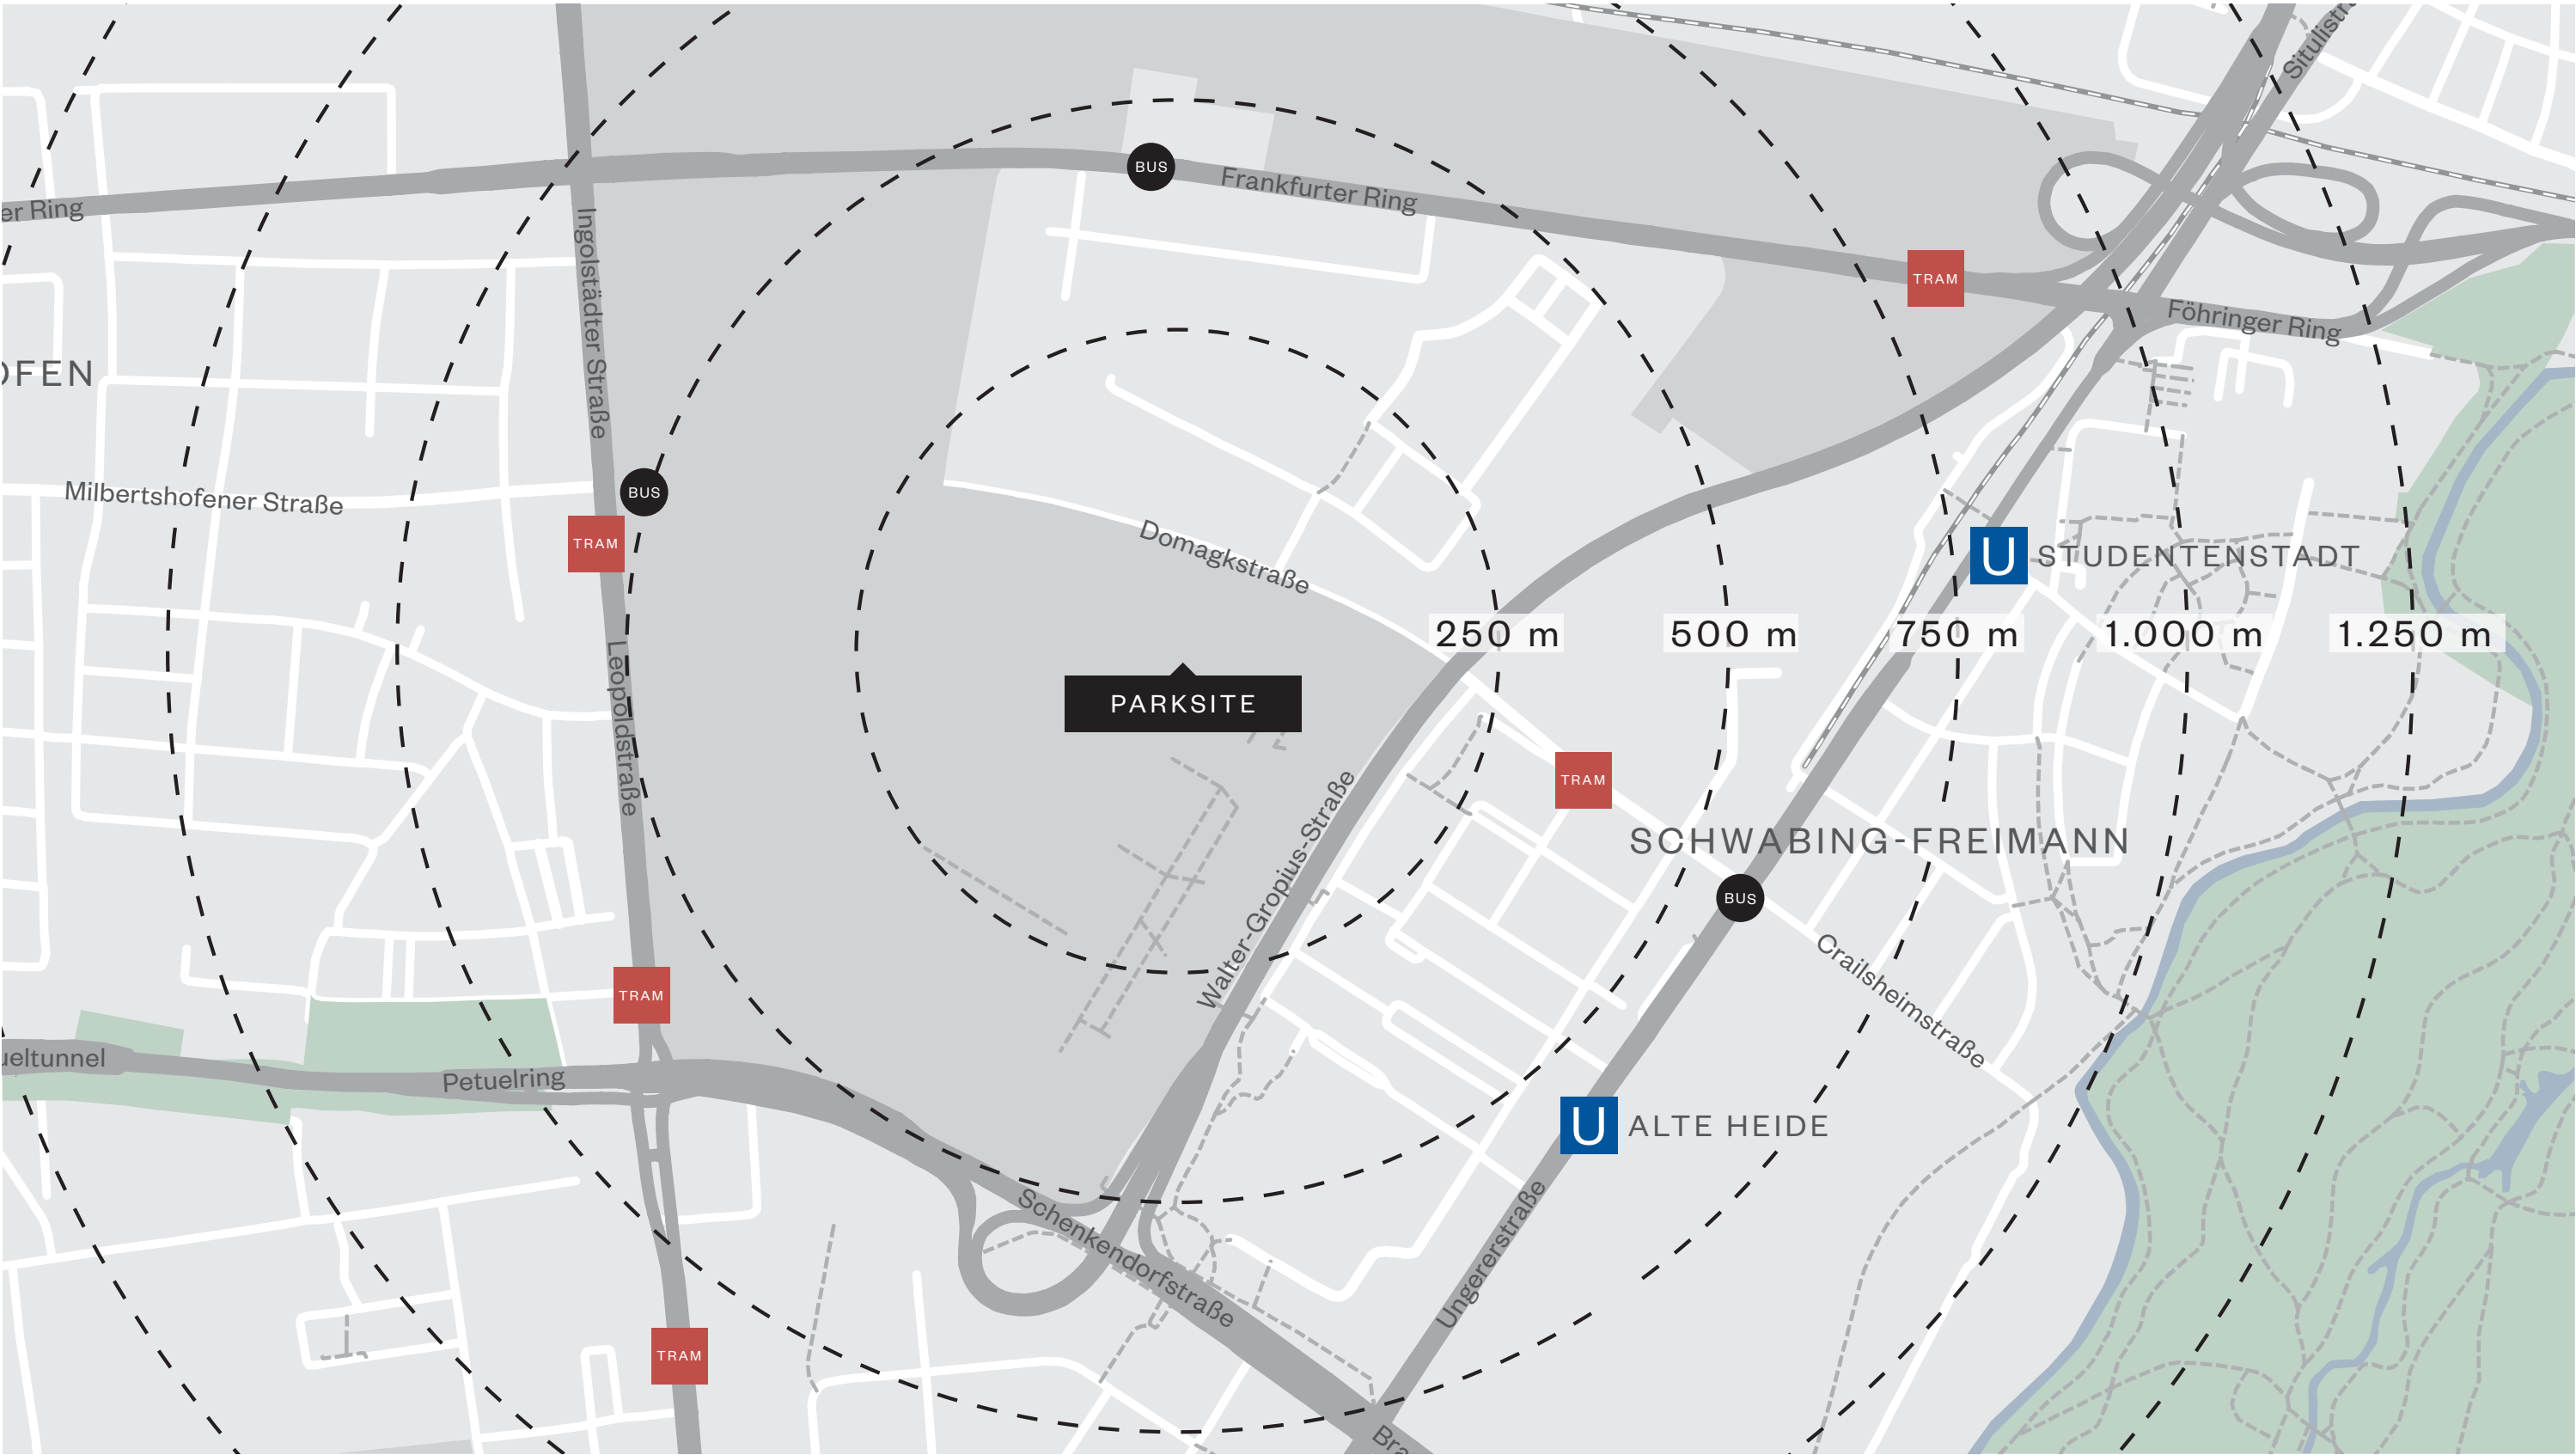 Situlistr
BUS
Frankfurter Ring
er Ring
Ingolstädter Straße
TRAM
Föhringer Ring
OFEN
Milbertshofener Straße
BUS
TRAM
Domagkstraße
U STUDENTENSTADT
250 m
500 m
750 m
1.000 m
1.250 m
Leopoldstraße
PARKSITE
TRAM
Walter-Gropius-Straße
SCHWABING-FREIMANN
BUS
Crailsheimstraße
TRAM
ueltunnel
Petuelring
U ALTE HEIDE
Schenkendorfstraße
Ungererstraße
TRAM
Bra